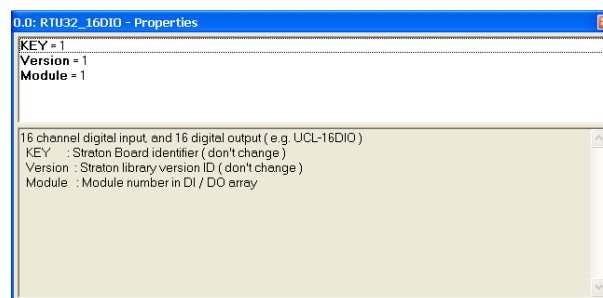 0.0: RTU32_16DIO - Properties
KEY = 1
Version = 1
Module = 1
16 channel digital input, and 16 digital output ( e.g. UCL-16DIO )
KEY : Straton Board identifier ( don't change )
Version : Straton library version ID ( don't change )
Module : Module number in DI / DO array